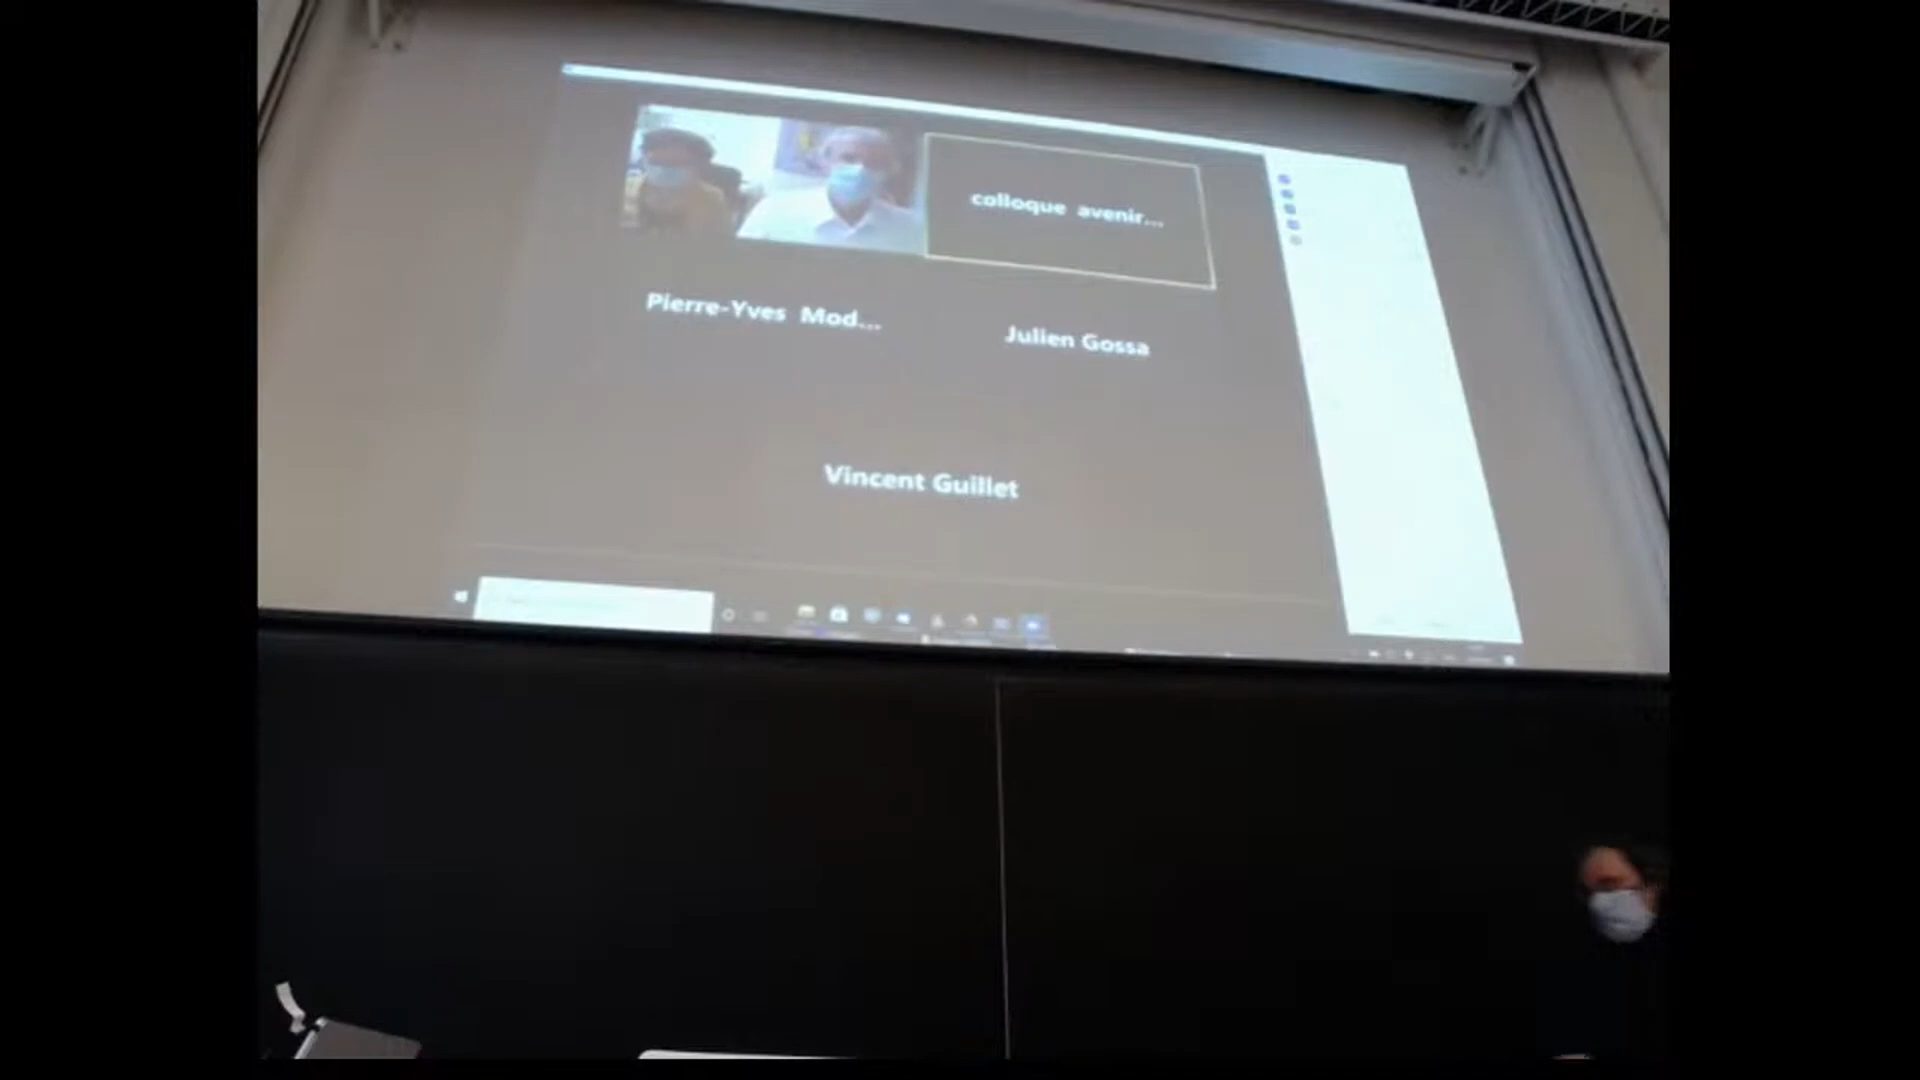 colloque avenir...
Pierre-Yves Mod...
Julien Gossa
Vincent Guillet